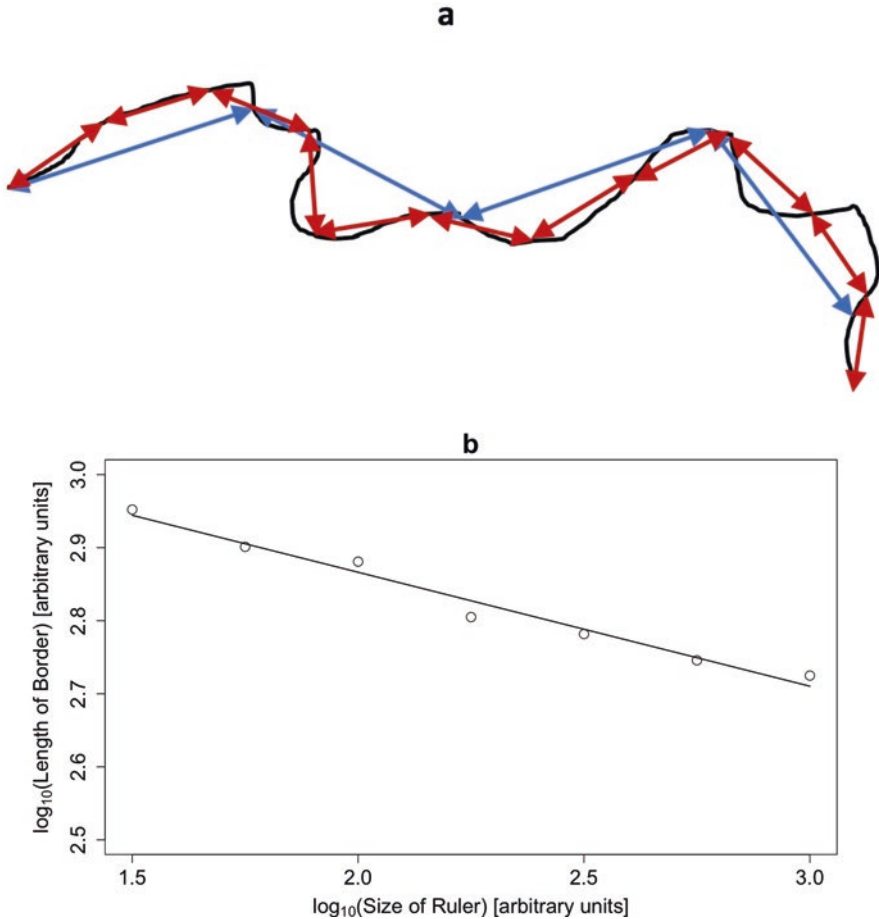 a
b
log₁₀(Length of Border) [arbitrary units]
3.0
2.9
2.8
2.7
2.6
2.5
1.5 2.0 2.5 3.0
log₁₀(Size of Ruler) [arbitrary units]